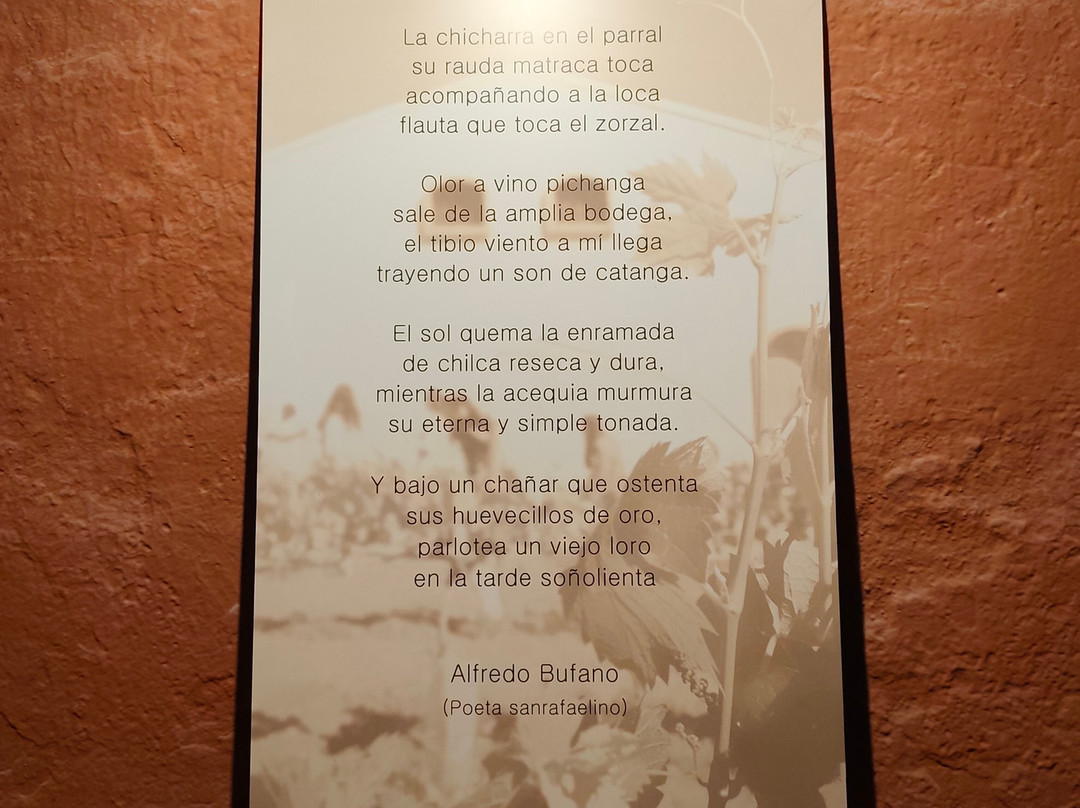 La chicharra en el parral
su rauda matraca toca
acompañando a la loca
flauta que toca el zorzal.
Olor a vino pichanga
sale de la amplia bodega,
el tibio viento a mí llega
trayendo un son de catanga.
El sol quema la enramada
de chilca reseca y dura,
mientras la acequia murmura
su eterna y simple tonada.
Y bajo un chañar que ostenta
sus huevecillos de oro,
parlotea un viejo loro
en la tarde soñolienta
Alfredo Bufano
(Poeta sanrafaelino)